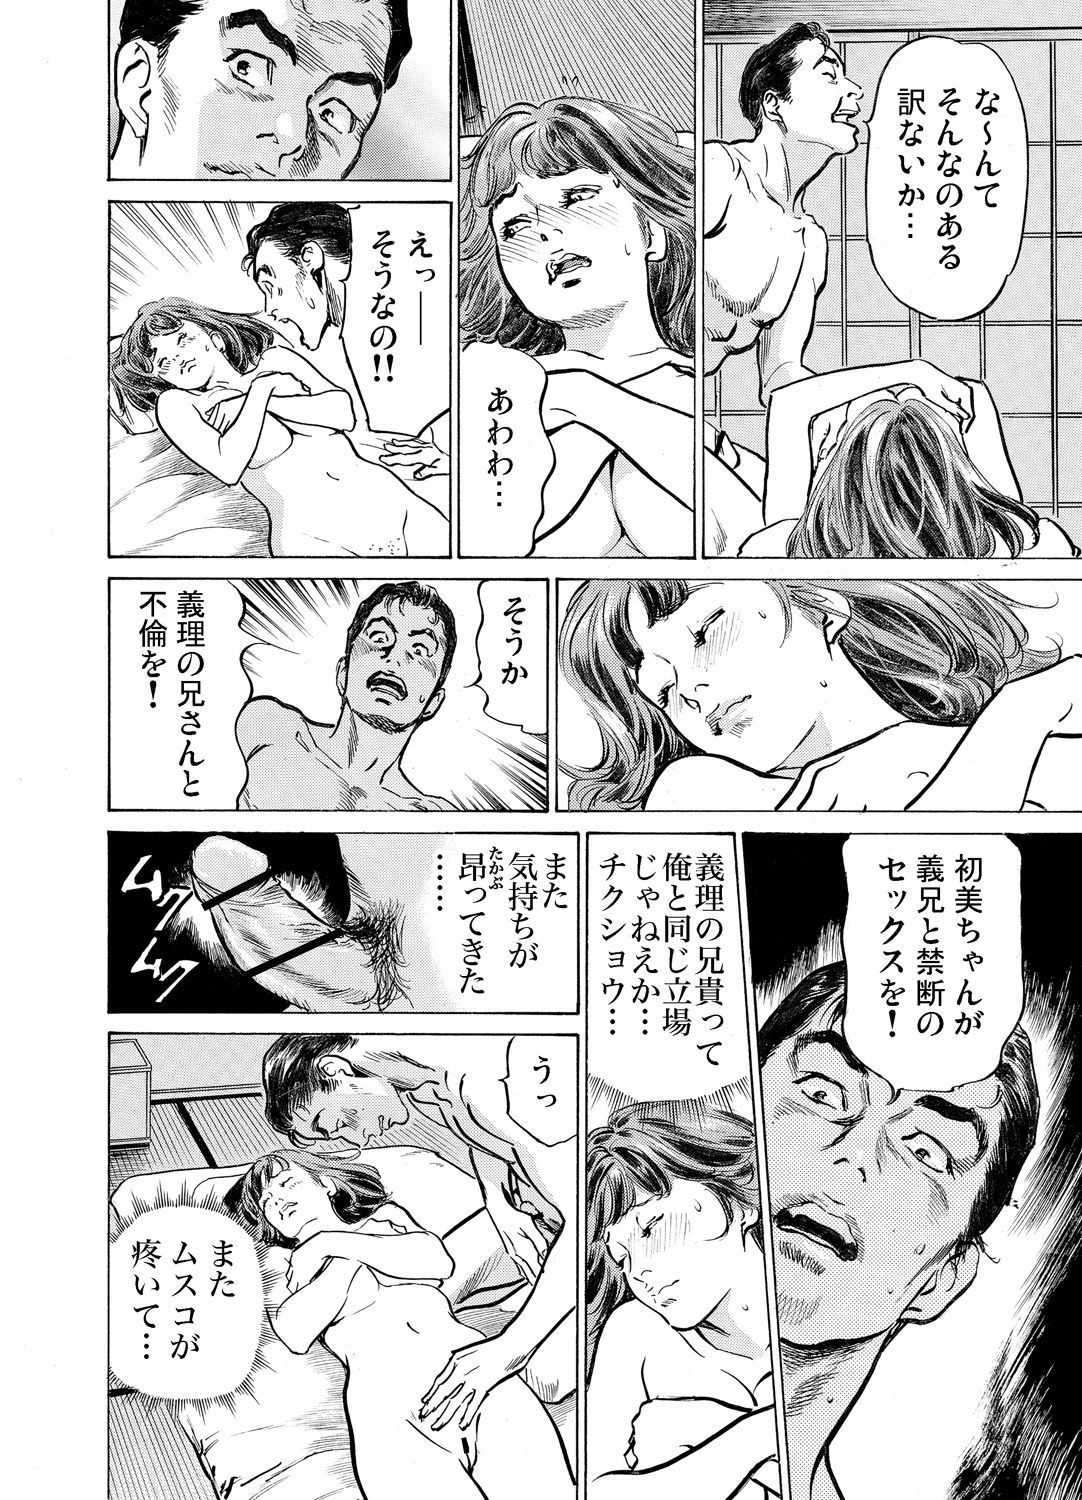 な〜んて
そんなのある
訳ないか…
あわわ…
えっ――
そうなの!!
そうか
義理の兄さんと
不倫を！
初美ちゃんが
義兄と禁断の
セックスを！
義理の兄貴って
俺と同じ立場
じゃねえか…
チクショウ…
また
気持ちが
昂ってきた
たかぶ
……
ムク
ムク
うっ
また
ムスコが
疼いて…